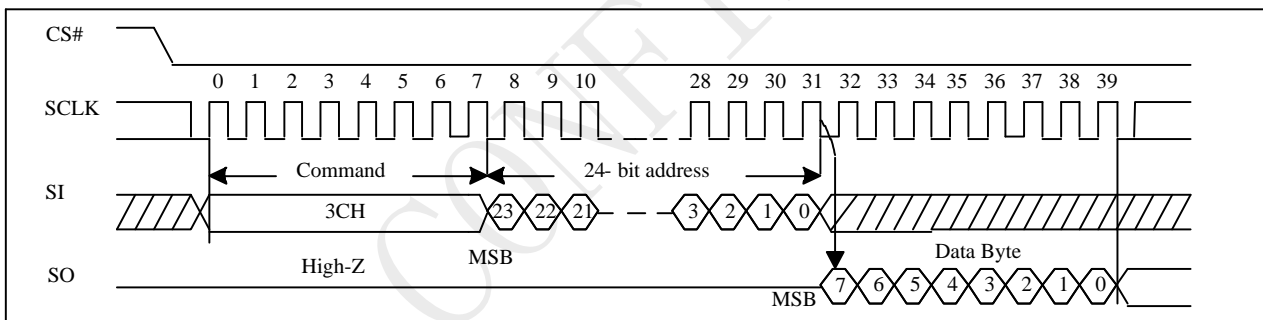 CONF
CS#
0 1 2 3 4 5 6 7 8 9 10 28 29 30 31 32 33 34 35 36 37 38 39
SCLK
Command 24- bit address
SI
3CH 23 22 21 3 2 1 0
High-Z MSB Data Byte
SO
MSB 7 6 5 4 3 2 1 0